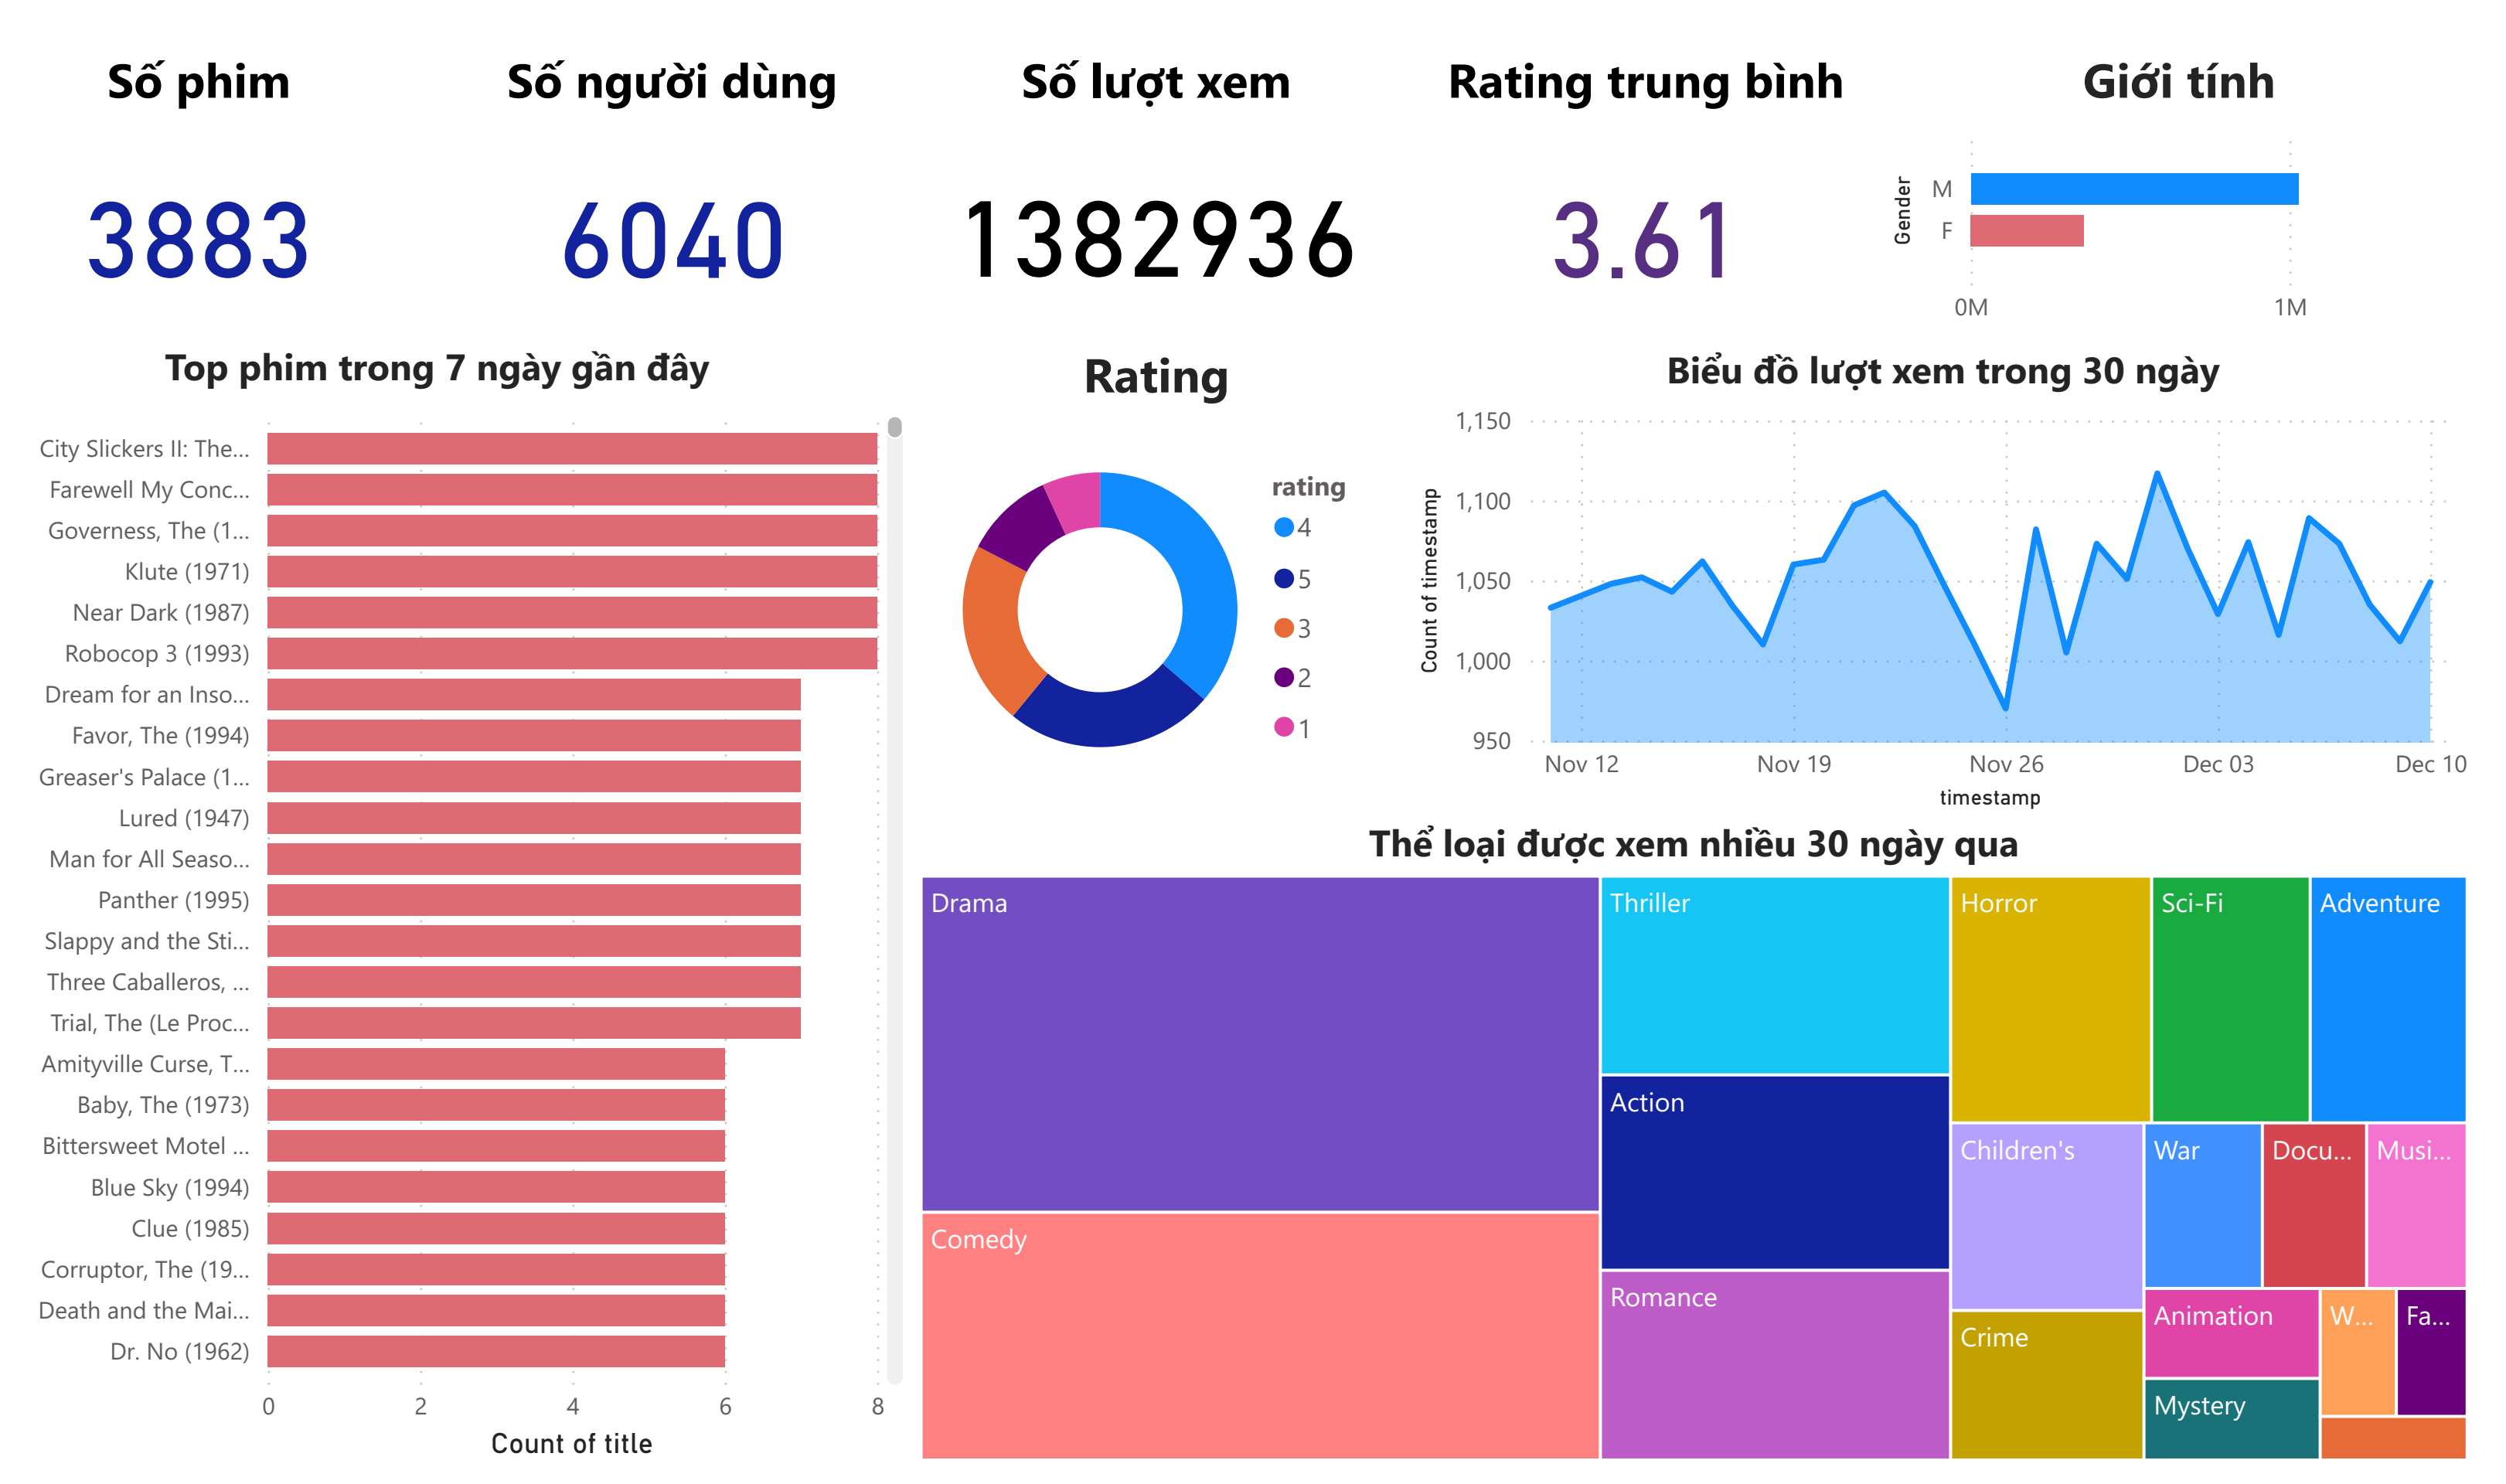 Số phim
Số người dùng
Số lượt xem
Rating trung bình
Giới tính
3883
6040
1382936
3.61
Gender
M
F
0M
1M
Top phim trong 7 ngày gần đây
City Slickers II: The...
Farewell My Conc...
Governess, The (1...
Klute (1971)
Near Dark (1987)
Robocop 3 (1993)
Dream for an Inso...
Favor, The (1994)
Greaser's Palace (1...
Lured (1947)
Man for All Seaso...
Panther (1995)
Slappy and the Sti...
Three Caballeros, ...
Trial, The (Le Proc...
Amityville Curse, T...
Baby, The (1973)
Bittersweet Motel ...
Blue Sky (1994)
Clue (1985)
Corruptor, The (19...
Death and the Mai...
Dr. No (1962)
0
2
4
6
8
Count of title
Rating
rating
4
5
3
2
1
Biểu đồ lượt xem trong 30 ngày
Count of timestamp
1,150
1,100
1,050
1,000
950
Nov 12
Nov 19
Nov 26
Dec 03
Dec 10
timestamp
Thể loại được xem nhiều 30 ngày qua
Drama
Comedy
Thriller
Action
Romance
Horror
Sci-Fi
Adventure
Children's
Crime
War
Docu...
Musi...
Animation
Mystery
W...
Fa...